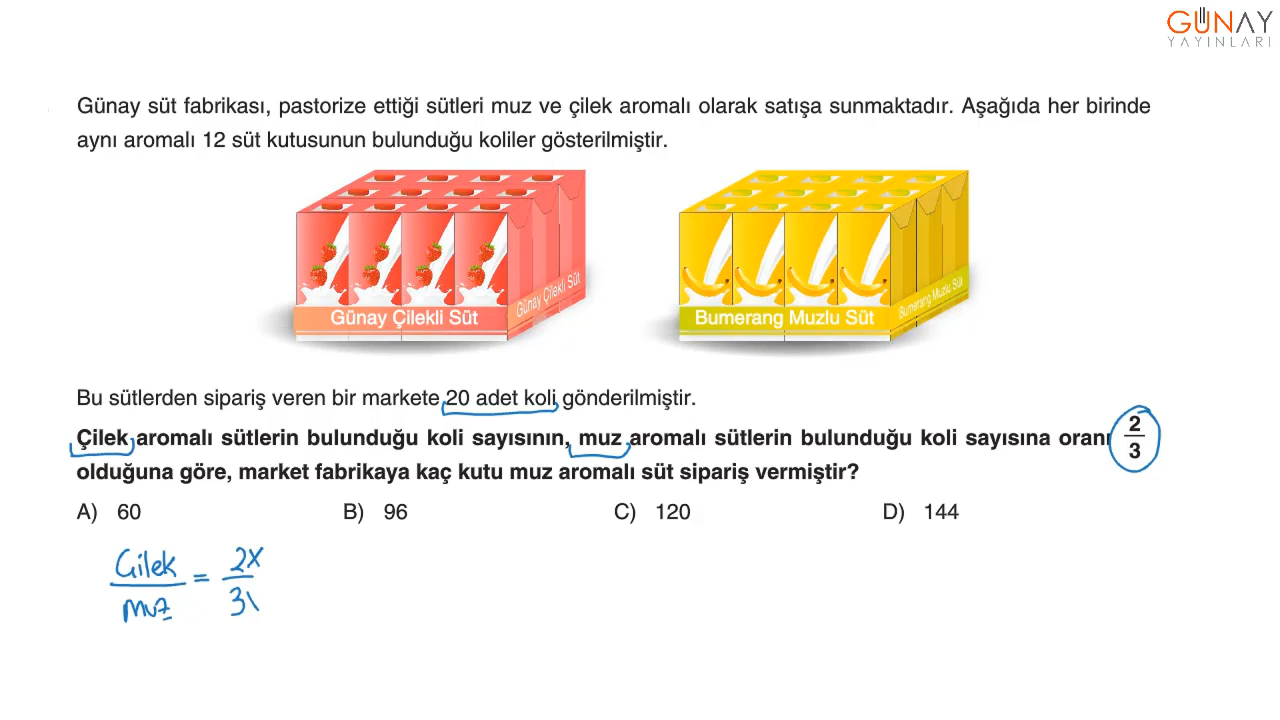 GÜNAY
YAYINLARI
Günay süt fabrikası, pastorize ettiği sütleri muz ve çilek aromalı olarak satışa sunmaktadır. Aşağıda her birinde
aynı aromalı 12 süt kutusunun bulunduğu koliler gösterilmiştir.
Günay Çilekli Süt
Günay Çilekli Süt
Bumerang Muzlu Süt
Bumerang Muzlu Süt
Bu sütlerden sipariş veren bir markete 20 adet koli gönderilmiştir.
Çilek aromalı sütlerin bulunduğu koli sayısının, muz aromalı sütlerin bulunduğu koli sayısına oranı 2/3
olduğuna göre, market fabrikaya kaç kutu muz aromalı süt sipariş vermiştir?
A) 60 B) 96 C) 120 D) 144
Çilek/muz = 2x/3